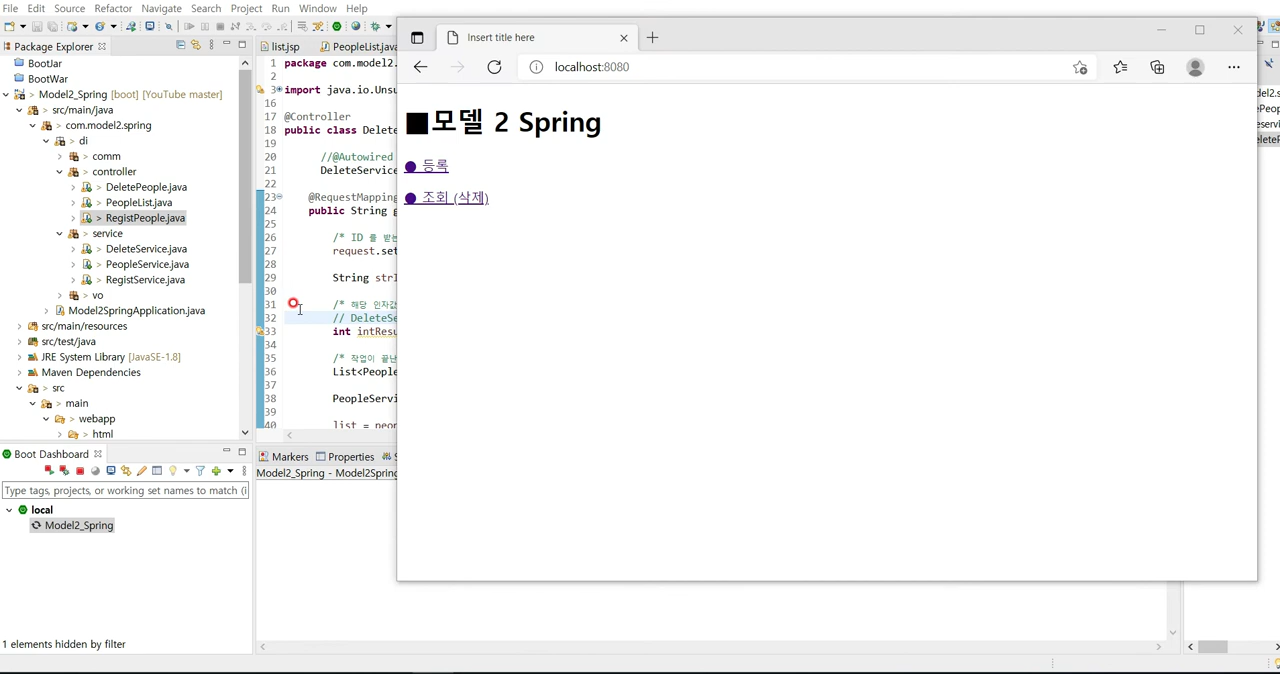 File Edit Source Refactor Navigate Search Project Run Window Help
Package Explorer
BootJar
BootWar
> Model2_Spring [boot] [YouTube master]
> src/main/java
> com.model2.spring
> di
> comm
> controller
> DeletePeople.java
> PeopleList.java
> RegistPeople.java
> service
> DeleteService.java
> PeopleService.java
> RegistService.java
> vo
Model2SpringApplication.java
src/main/resources
src/test/java
JRE System Library [JavaSE-1.8]
Maven Dependencies
> src
> main
> webapp
> html
Boot Dashboard
Type tags, projects, or working set names to match (i
local
Model2_Spring
1 elements hidden by filter
list.jsp PeopleList.java
1 package com.model2.
2
3 import java.io.Unsu
16
17 @Controller
18 public class Delete
19
20 //@Autowired
21 DeleteService
22
23 @RequestMapping
24 public String g
25
26 /* ID 를 받는
27 request.set
28
29 String strI
30
31 /* 해당 인자값
32 // DeleteSe
33 int intResu
34
35 /* 작업이 끝난
36 List<People
37
38 PeopleServi
39
40 list = peop
Markers Properties
Model2_Spring - Model2Spring
Insert title here
localhost:8080
■모델 2 Spring
● 등록
● 조회 (삭제)